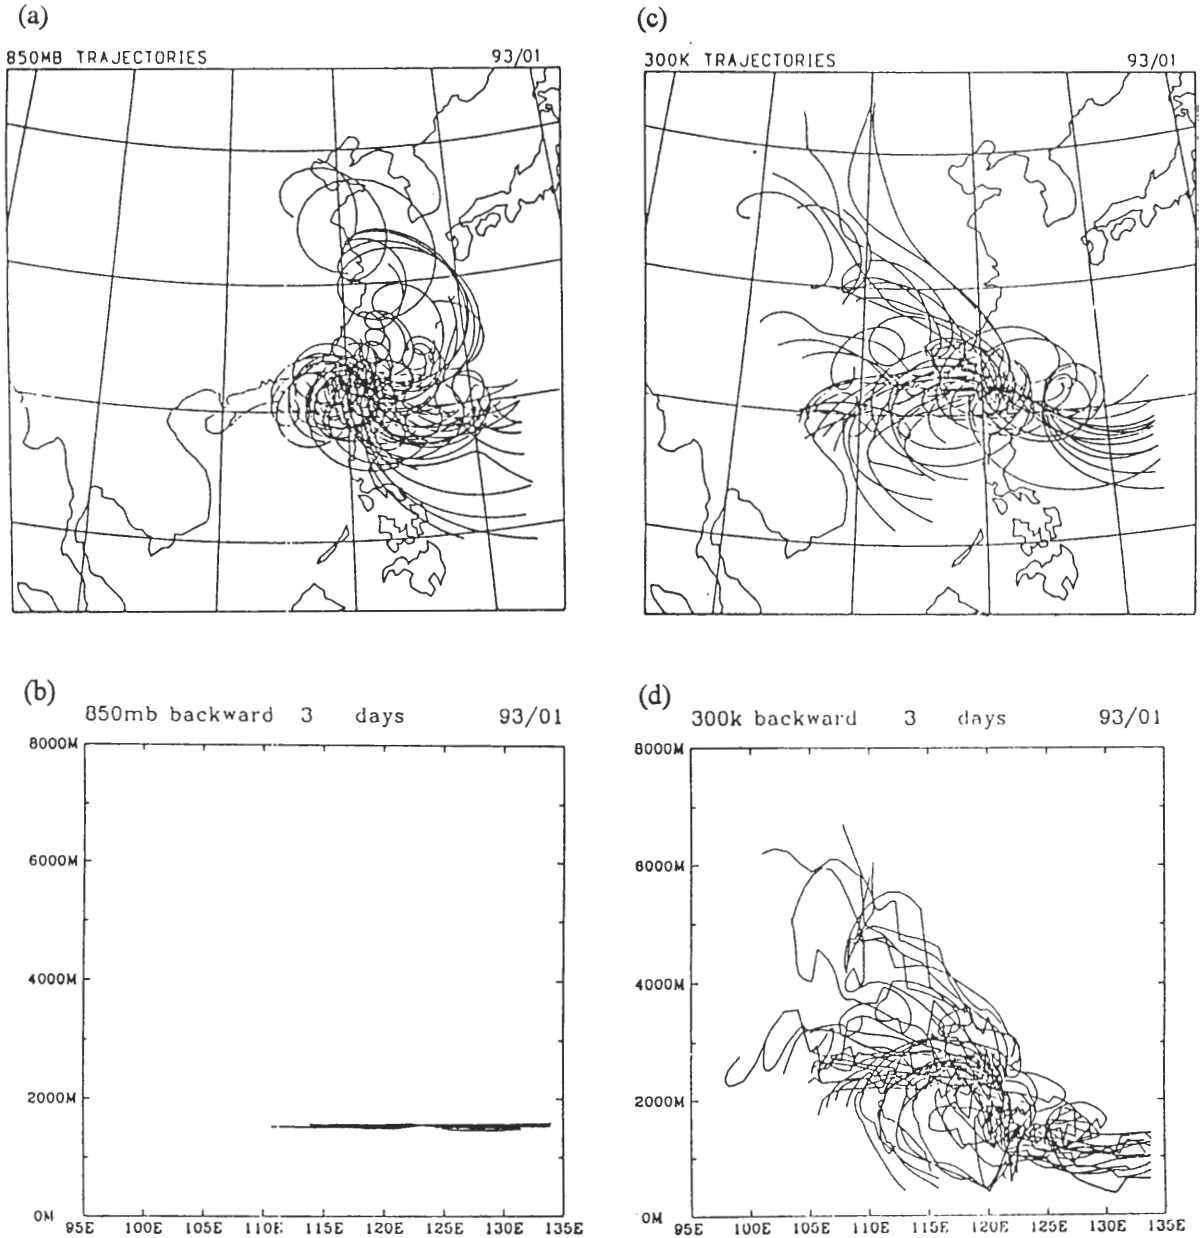 (a)
850MB TRAJECTORIES 93/01
(c)
300K TRAJECTORIES 93/01
(b)
850mb backward 3 days 93/01
8000M
6000M
4000M
2000M
0M
95E 100E 105E 110E 115E 120E 125E 130E 135E
(d)
300k backward 3 days 93/01
8000M
6000M
4000M
2000M
0M
95E 100E 105E 110E 115E 120E 125E 130E 135E